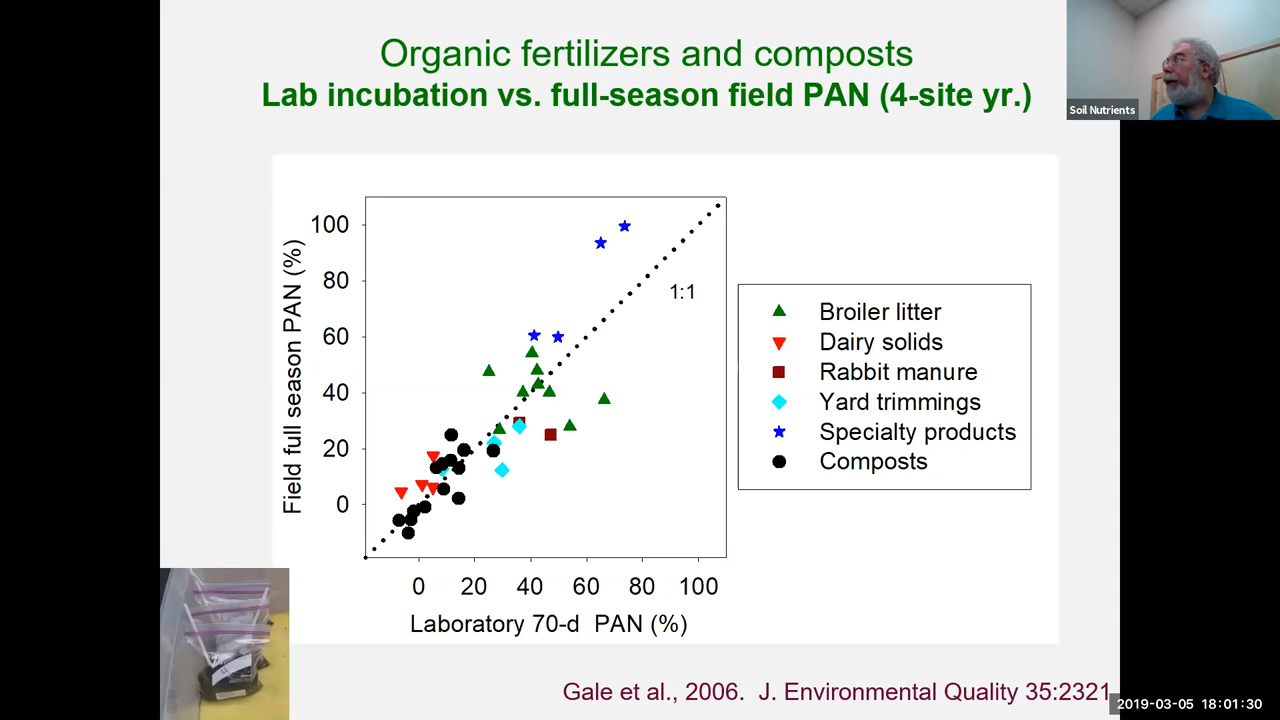 Organic fertilizers and composts
Lab incubation vs. full-season field PAN (4-site yr.)
Soil Nutrients
Field full season PAN (%)
100
80
60
40
20
0
1:1
0 20 40 60 80 100
Laboratory 70-d PAN (%)
Broiler litter
Dairy solids
Rabbit manure
Yard trimmings
Specialty products
Composts
Gale et al., 2006. J. Environmental Quality 35:2321
2019-03-05 18:01:30